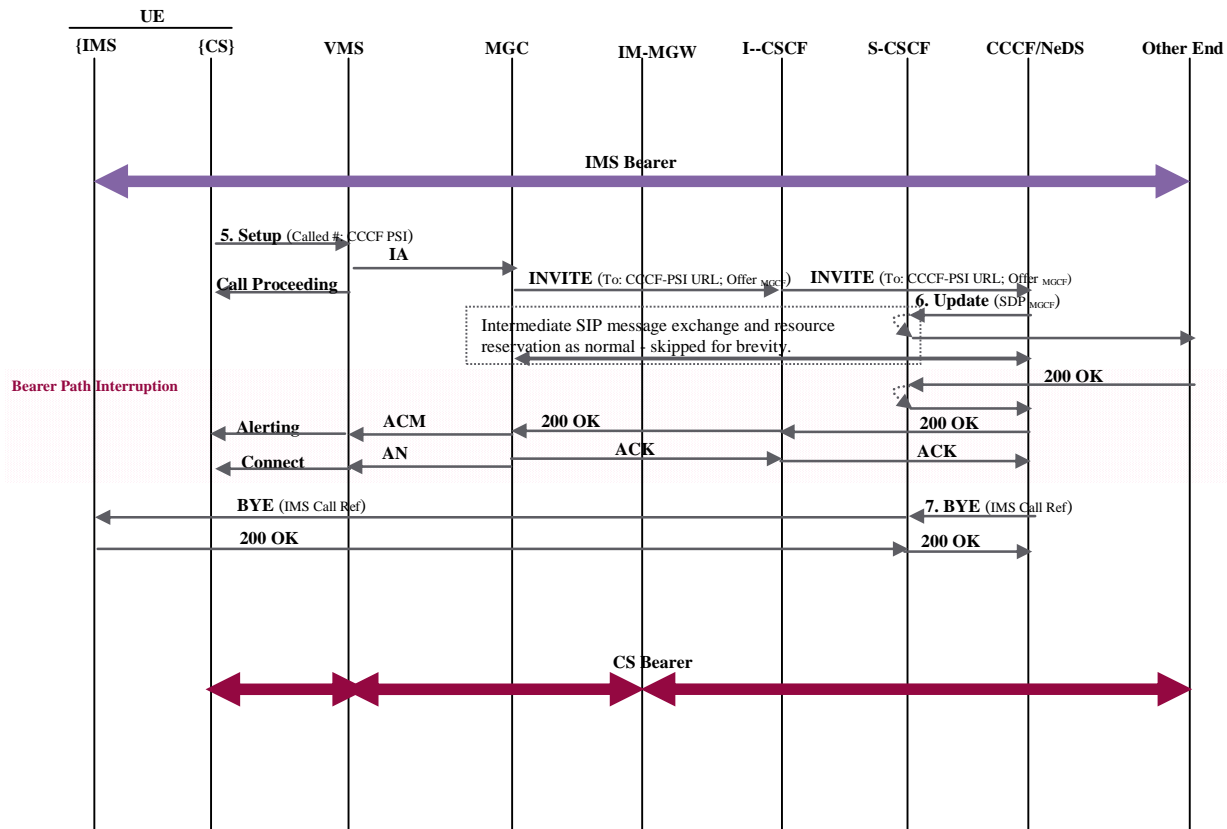 UE
{IMS {CS} VMS MGC IM-MGW I--CSCF S-CSCF CCCF/NeDS Other End
IMS Bearer
5. Setup (Called #: CCCF PSI)
IA
INVITE (To: CCCF-PSI URL; Offer MGCF) INVITE (To: CCCF-PSI URL; Offer MGCF)
Call Proceeding
6. Update (SDP MGCF)
Intermediate SIP message exchange and resource
reservation as normal - skipped for brevity.
Bearer Path Interruption
200 OK
Alerting ACM 200 OK 200 OK
Connect AN ACK ACK
BYE (IMS Call Ref) 7. BYE (IMS Call Ref)
200 OK 200 OK
CS Bearer